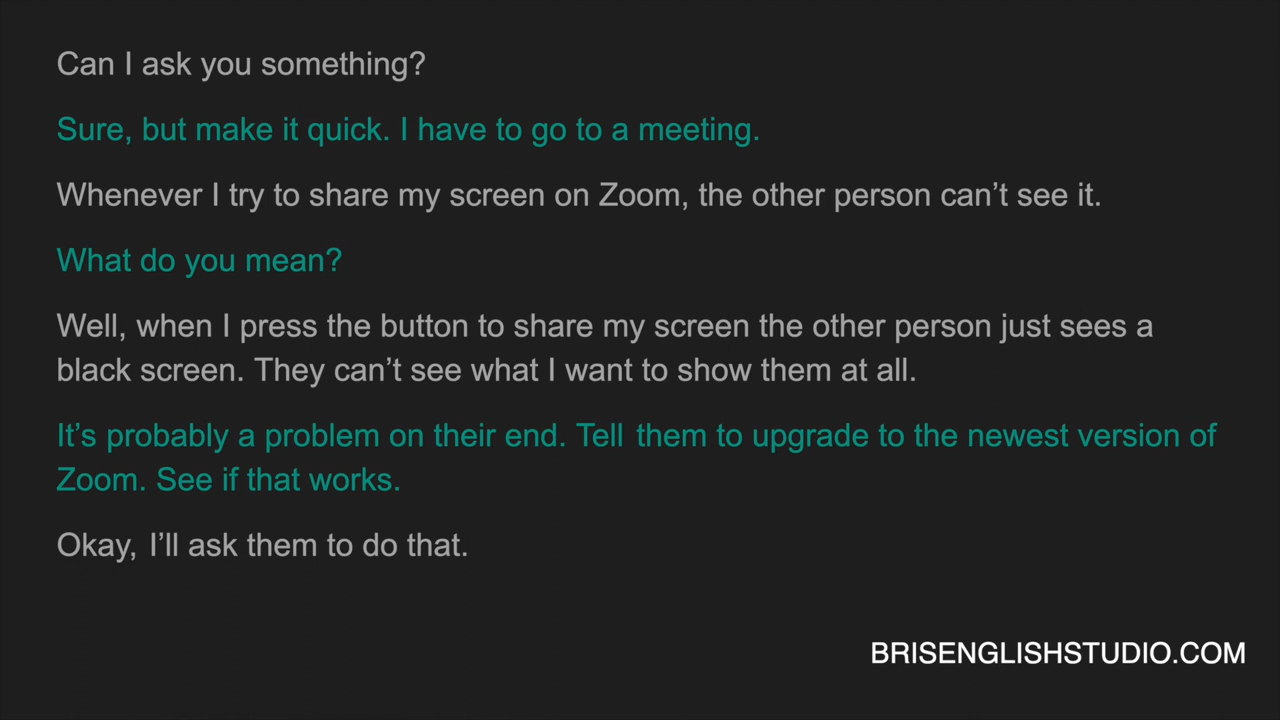 Can I ask you something?
Sure, but make it quick. I have to go to a meeting.
Whenever I try to share my screen on Zoom, the other person can’t see it.
What do you mean?
Well, when I press the button to share my screen the other person just sees a
black screen. They can’t see what I want to show them at all.
It’s probably a problem on their end. Tell them to upgrade to the newest version of
Zoom. See if that works.
Okay, I’ll ask them to do that.
BRISENGLISHSTUDIO.COM